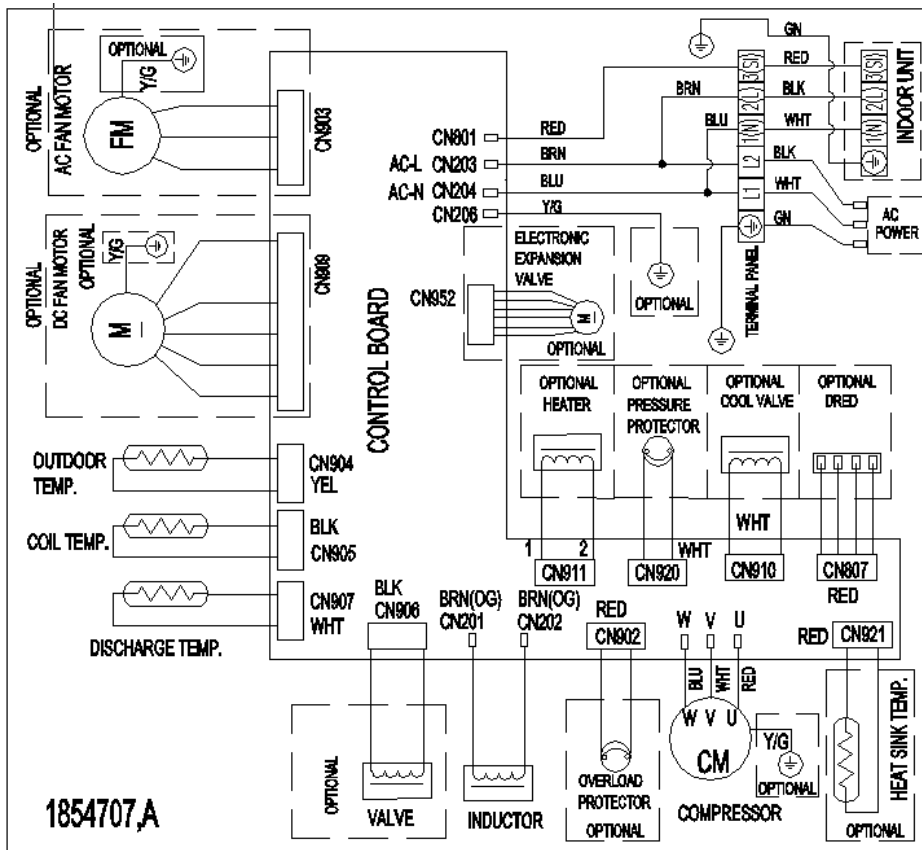 OPTIONAL
Y/G
FM
OPTIONAL
AC FAN MOTOR
CN903
OPTIONAL
Y/G
M
OPTIONAL
DC FAN MOTOR
CN909
CONTROL BOARD
CN801
RED
AC-L CN203
BRN
AC-N CN204
BLU
CN206
Y/G
GN
RED
BRN
BLK
BLU
WHT
BLK
WHT
GN
3(SI)
2(L)
1(N)
L2
L1
TERMINAL PANEL
3(SI)
2(L)
1(N)
INDOOR UNIT
AC
POWER
ELECTRONIC
EXPANSION
VALVE
CN952
M
OPTIONAL
OPTIONAL
OPTIONAL
HEATER
OPTIONAL
PRESSURE
PROTECTOR
OPTIONAL
COOL VALVE
OPTIONAL
DRED
OUTDOOR
TEMP.
CN904
YEL
COIL TEMP.
BLK
CN905
DISCHARGE TEMP.
CN907
WHT
1
2
CN911
WHT
CN920
WHT
CN910
CN807
RED
BLK
CN906
BRN(OG)
CN201
BRN(OG)
CN202
RED
CN902
W V U
BLU
WHT
RED
RED
CN921
W V U
CM
Y/G
OPTIONAL
COMPRESSOR
HEAT SINK TEMP.
OPTIONAL
OPTIONAL
VALVE
INDUCTOR
OVERLOAD
PROTECTOR
OPTIONAL
1854707,A